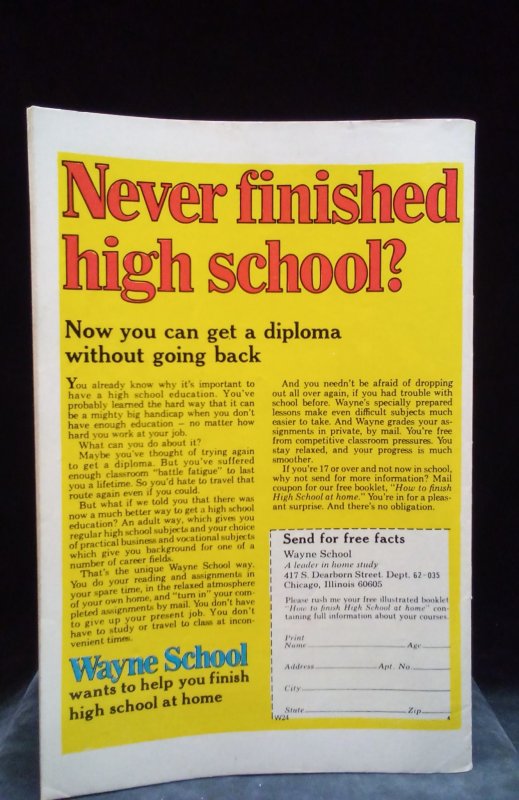 Never finished
high school?
Now you can get a diploma
without going back
You already know why it's important to
have a high school education. You've
probably learned the hard way that it can
be a mighty big handicap when you don't
have enough education – no matter how
hard you work at your job.
What can you do about it?
Maybe you've thought of trying again
to get a diploma. But you've suffered
enough classroom "battle fatigue" to last
you a lifetime. So you'd hate to travel that
route again even if you could.
But what if we told you that there was
now a much better way to get a high school
education? An adult way, which gives you
regular high school subjects and your choice
of practical business and vocational subjects
which give you background for one of a
number of career fields.
That's the unique Wayne School way.
You do your reading and assignments in
your spare time, in the relaxed atmosphere
of your own home, and "turn in" your com-
pleted assignments by mail. You don't have
to give up your present job. You don't
have to study or travel to class at incon-
venient times.
Wayne School
wants to help you finish
high school at home
And you needn't be afraid of dropping
out all over again, if you had trouble with
school before. Wayne's specially prepared
lessons make even difficult subjects much
easier to take. And Wayne grades your as-
signments in private, by mail. You're free
from competitive classroom pressures. You
stay relaxed, and your progress is much
smoother.
If you're 17 or over and not now in school,
why not send for more information? Mail
coupon for our free booklet, "How to finish
High School at home." You're in for a pleas-
ant surprise. And there's no obligation.
Send for free facts
Wayne School
A leader in home study
417 S. Dearborn Street. Dept. 62-035
Chicago, Illinois 60605
Please rush me your free illustrated booklet
"How to finish High School at home" con-
taining full information about your courses.
Print
Name Age
Address Apt. No.
City
State Zip
W24 4